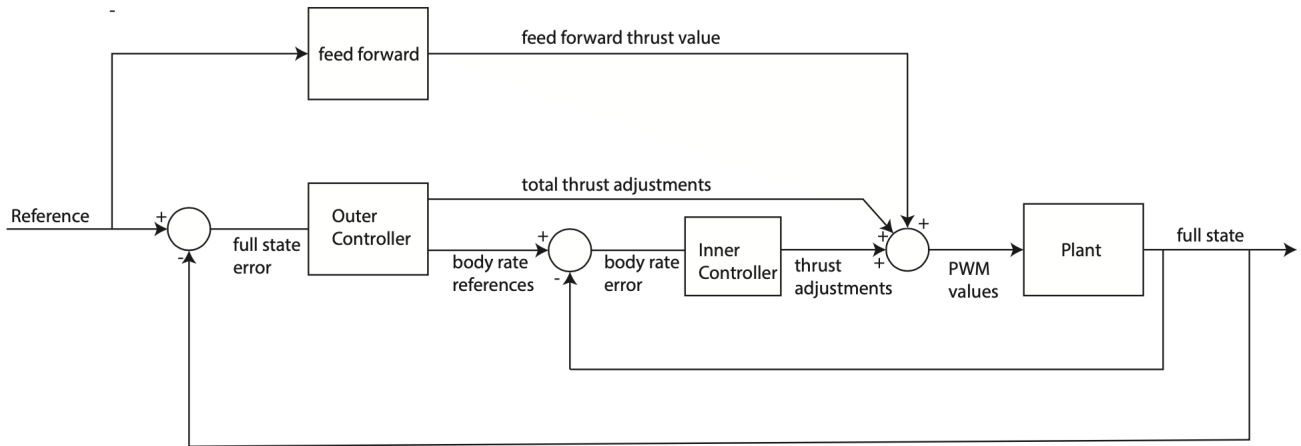 -
feed forward
feed forward thrust value
Reference
+
-
full state
error
Outer
Controller
total thrust adjustments
body rate
references
+
-
body rate
error
Inner
Controller
thrust
adjustments
+
+
+
PWM
values
Plant
full state